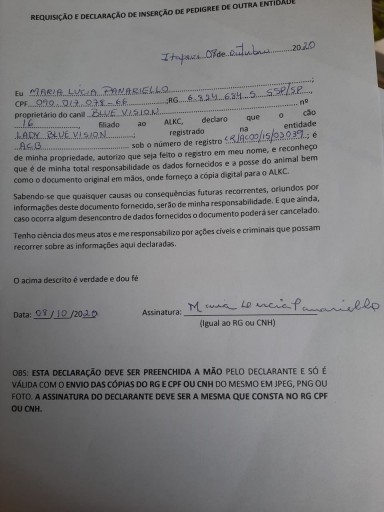 REQUISIÇÃO E DECLARAÇÃO DE INSERÇÃO DE PEDIGREE DE OUTRA ENTIDADE
Itapevi 08 de outubro 2020
Eu MARIA LUCIA PANARIELLO ;
CPF 090.017.078-88 ;RG 6.324.684.5 SSP/SP ,
proprietário do canil BLUE VISION , nº
16 , filiado ao ALKC, declaro que o cão
LADY BLUE VISION , registrado na entidade
ACB sob o número de registro ; é
de minha propriedade, autorizo que seja feito o registro em meu nome, e reconheço
que é de minha total responsabilidade os dados fornecidos e a posse do animal bem
como o documento original em mãos, onde forneço a cópia digital para o ALKC.
Sabendo-se que quaisquer causas ou consequências futuras recorrentes, oriundos por
informações deste documento fornecido, serão de minha responsabilidade. E que ainda,
caso ocorra algum desencontro de dados fornecidos o documento poderá ser cancelado.
Tenho ciência dos meus atos e me responsabilizo por ações cíveis e criminais que possam
recorrer sobre as informações aqui declaradas.
O acima descrito é verdade e dou fé
Data: 08/10/2020 Assinatura: Maria Lucia Panariello
(Igual ao RG ou CNH)
OBS: ESTA DECLARAÇÃO DEVE SER PREENCHIDA A MÃO PELO DECLARANTE E SÓ É
VÁLIDA COM O ENVIO DAS CÓPIAS DO RG E CPF OU CNH DO MESMO EM JPEG, PNG OU
FOTO. A ASSINATURA DO DECLARANTE DEVE SER A MESMA QUE CONSTA NO RG CPF
OU CNH.